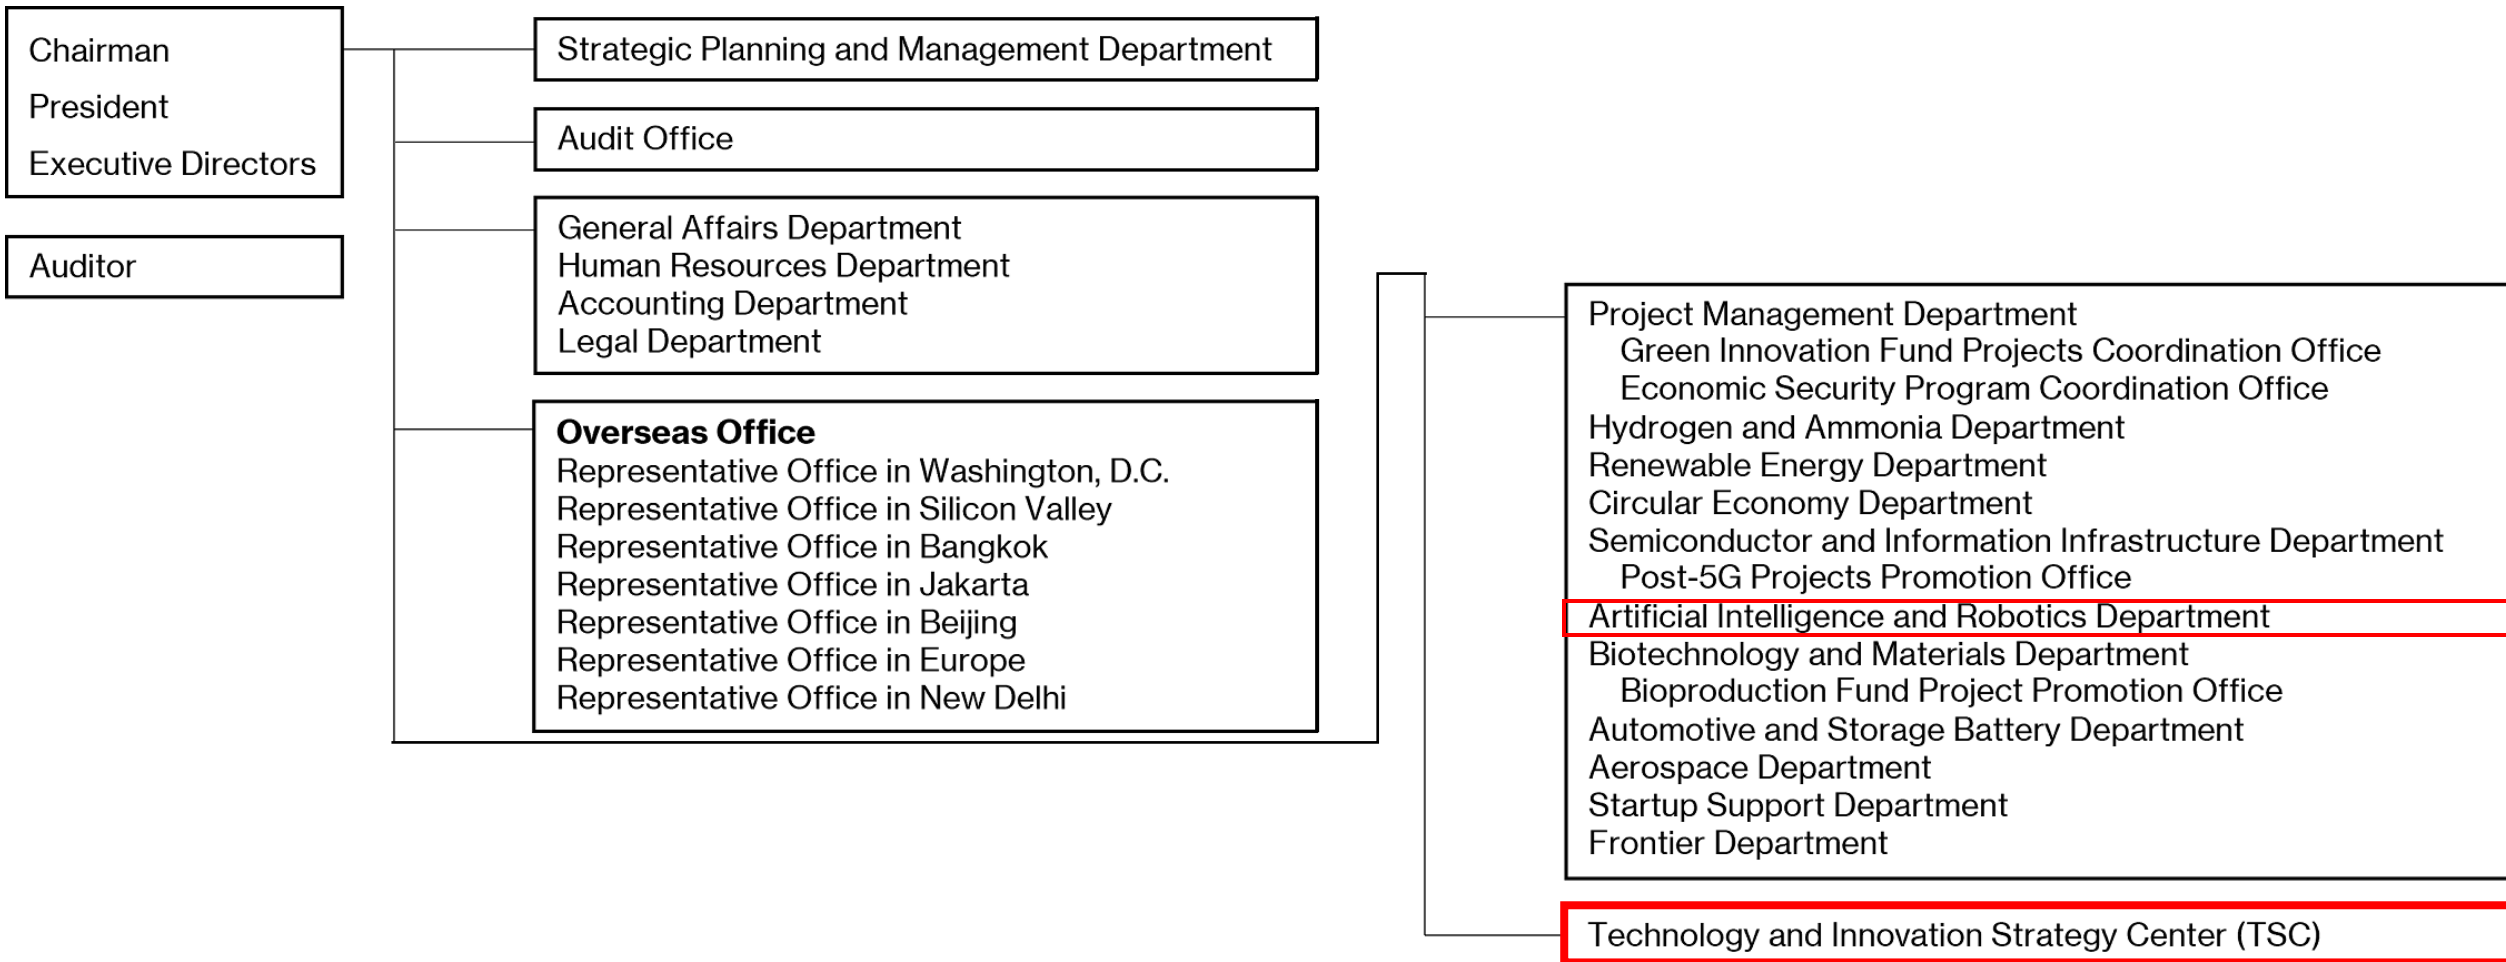 Chairman
President
Executive Directors
Auditor
Strategic Planning and Management Department
Audit Office
General Affairs Department
Human Resources Department
Accounting Department
Legal Department
Overseas Office
Representative Office in Washington, D.C.
Representative Office in Silicon Valley
Representative Office in Bangkok
Representative Office in Jakarta
Representative Office in Beijing
Representative Office in Europe
Representative Office in New Delhi
Project Management Department
Green Innovation Fund Projects Coordination Office
Economic Security Program Coordination Office
Hydrogen and Ammonia Department
Renewable Energy Department
Circular Economy Department
Semiconductor and Information Infrastructure Department
Post-5G Projects Promotion Office
Artificial Intelligence and Robotics Department
Biotechnology and Materials Department
Bioproduction Fund Project Promotion Office
Automotive and Storage Battery Department
Aerospace Department
Startup Support Department
Frontier Department
Technology and Innovation Strategy Center (TSC)